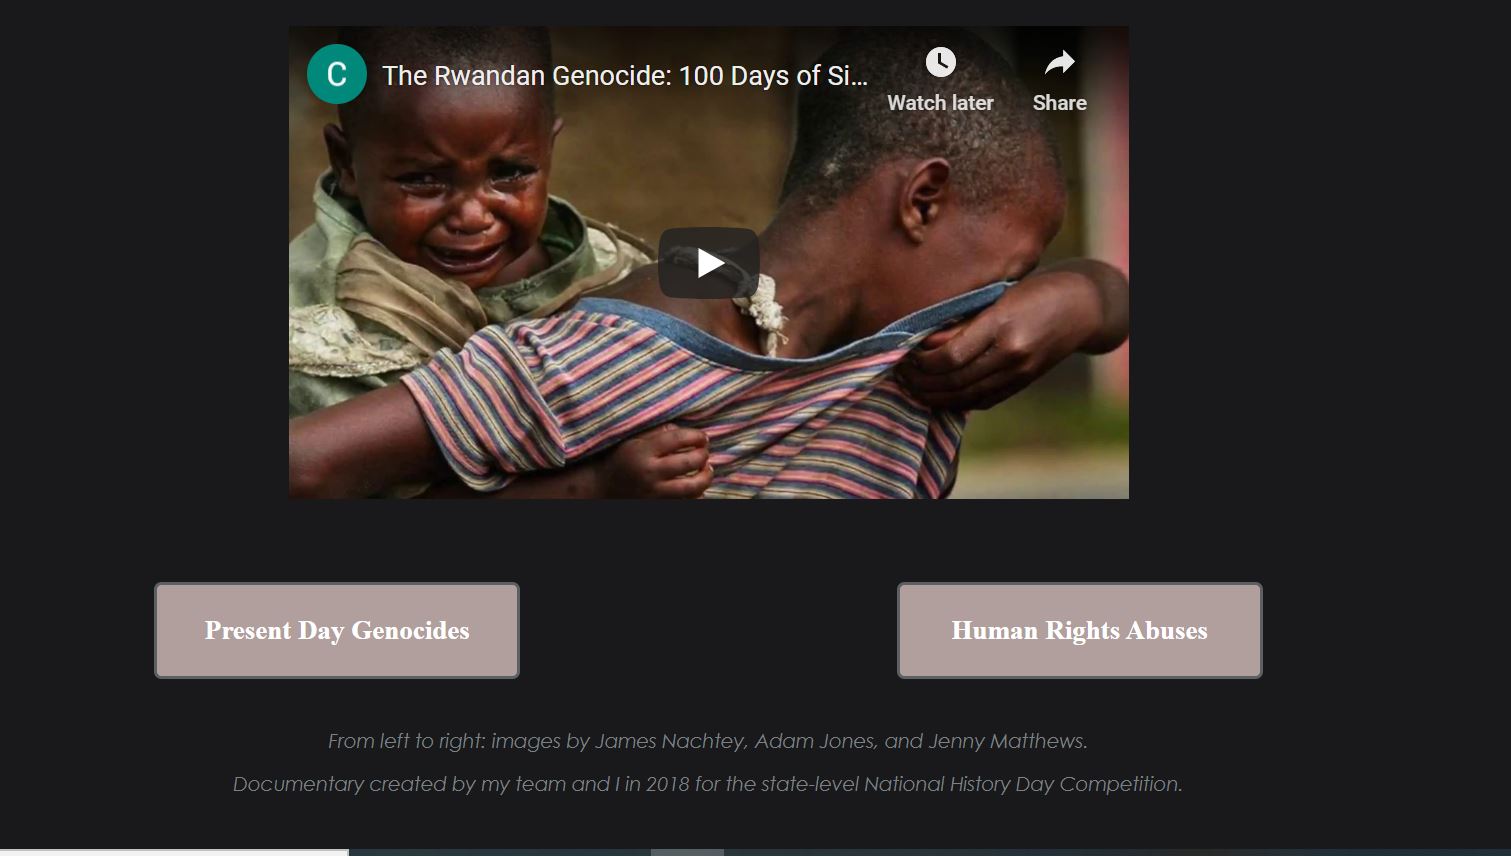 C
The Rwandan Genocide: 100 Days of Si...
Watch later
Share
Present Day Genocides
Human Rights Abuses
From left to right: images by James Nachtey, Adam Jones, and Jenny Matthews.
Documentary created by my team and I in 2018 for the state-level National History Day Competition.